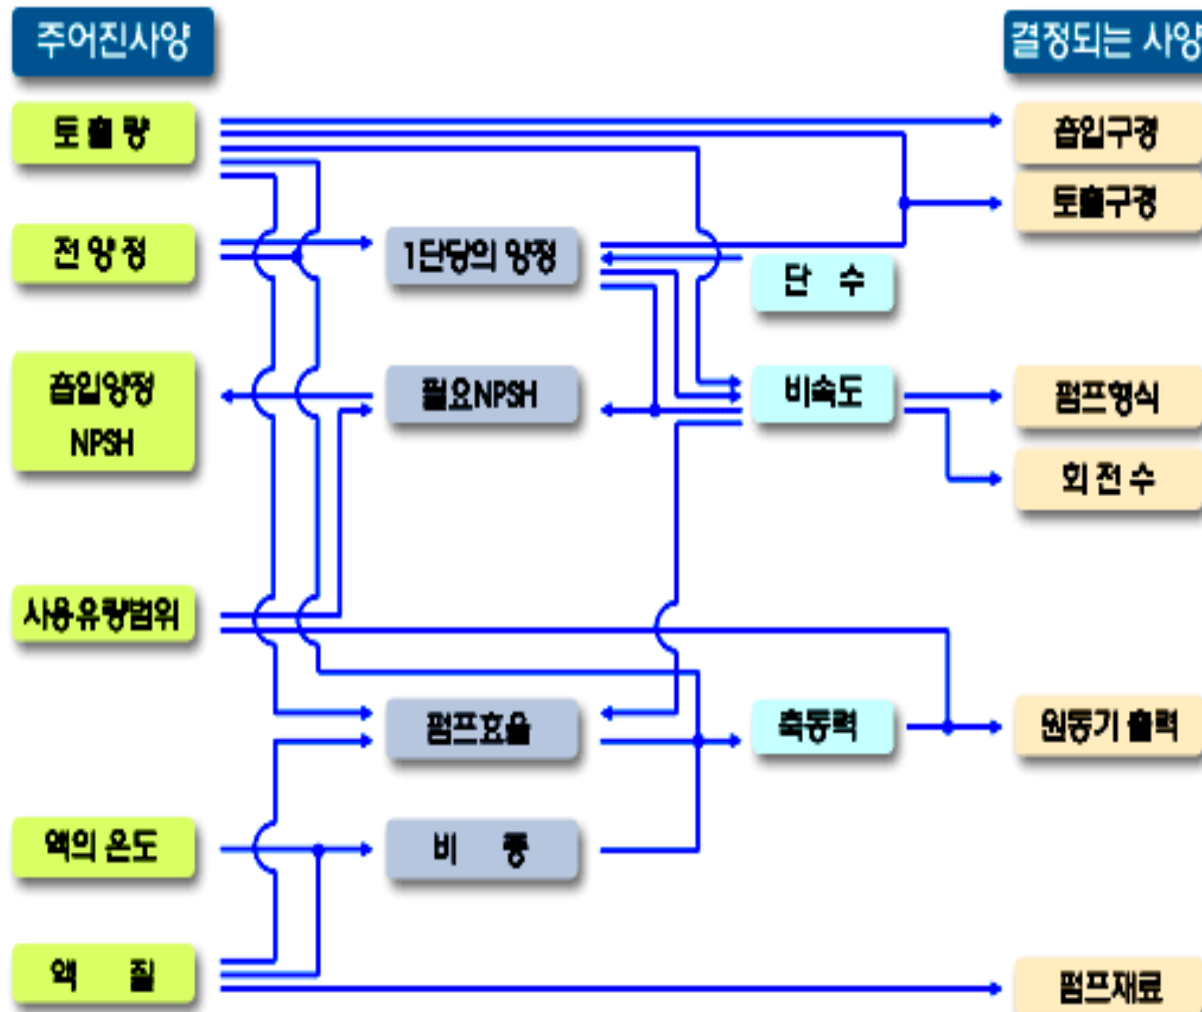 주어진사양
결정되는 사양
토출량
흡입구경
토출구경
전양정
1단당의 양정
단 수
흡입양정
NPSH
필요NPSH
비속도
펌프형식
회전수
사용유량범위
펌프효율
축동력
원동기 출력
액의 온도
비 중
액 질
펌프재료